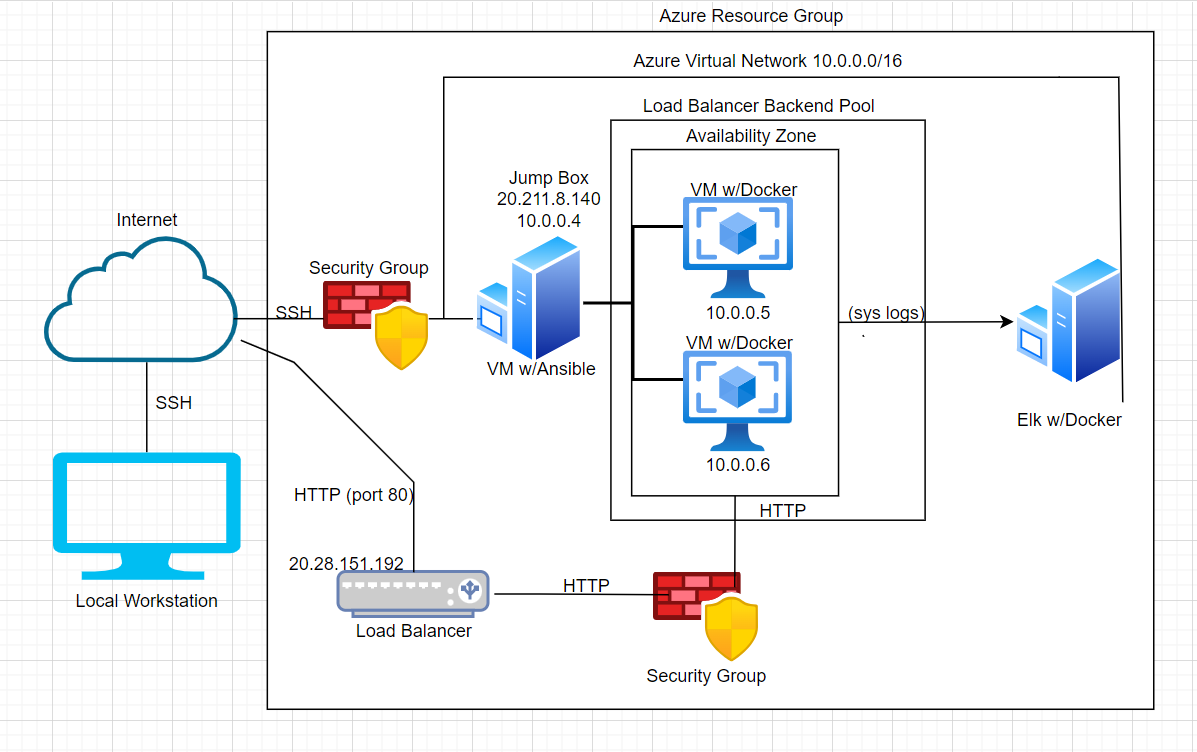 Azure Resource Group
Azure Virtual Network 10.0.0.0/16
Load Balancer Backend Pool
Availability Zone
Jump Box
20.211.8.140
10.0.0.4
VM w/Docker
Internet
Security Group
SSH
10.0.0.5
(sys logs)
VM w/Docker
VM w/Ansible
SSH
Elk w/Docker
10.0.0.6
HTTP (port 80)
HTTP
20.28.151.192
HTTP
Local Workstation
Load Balancer
Security Group